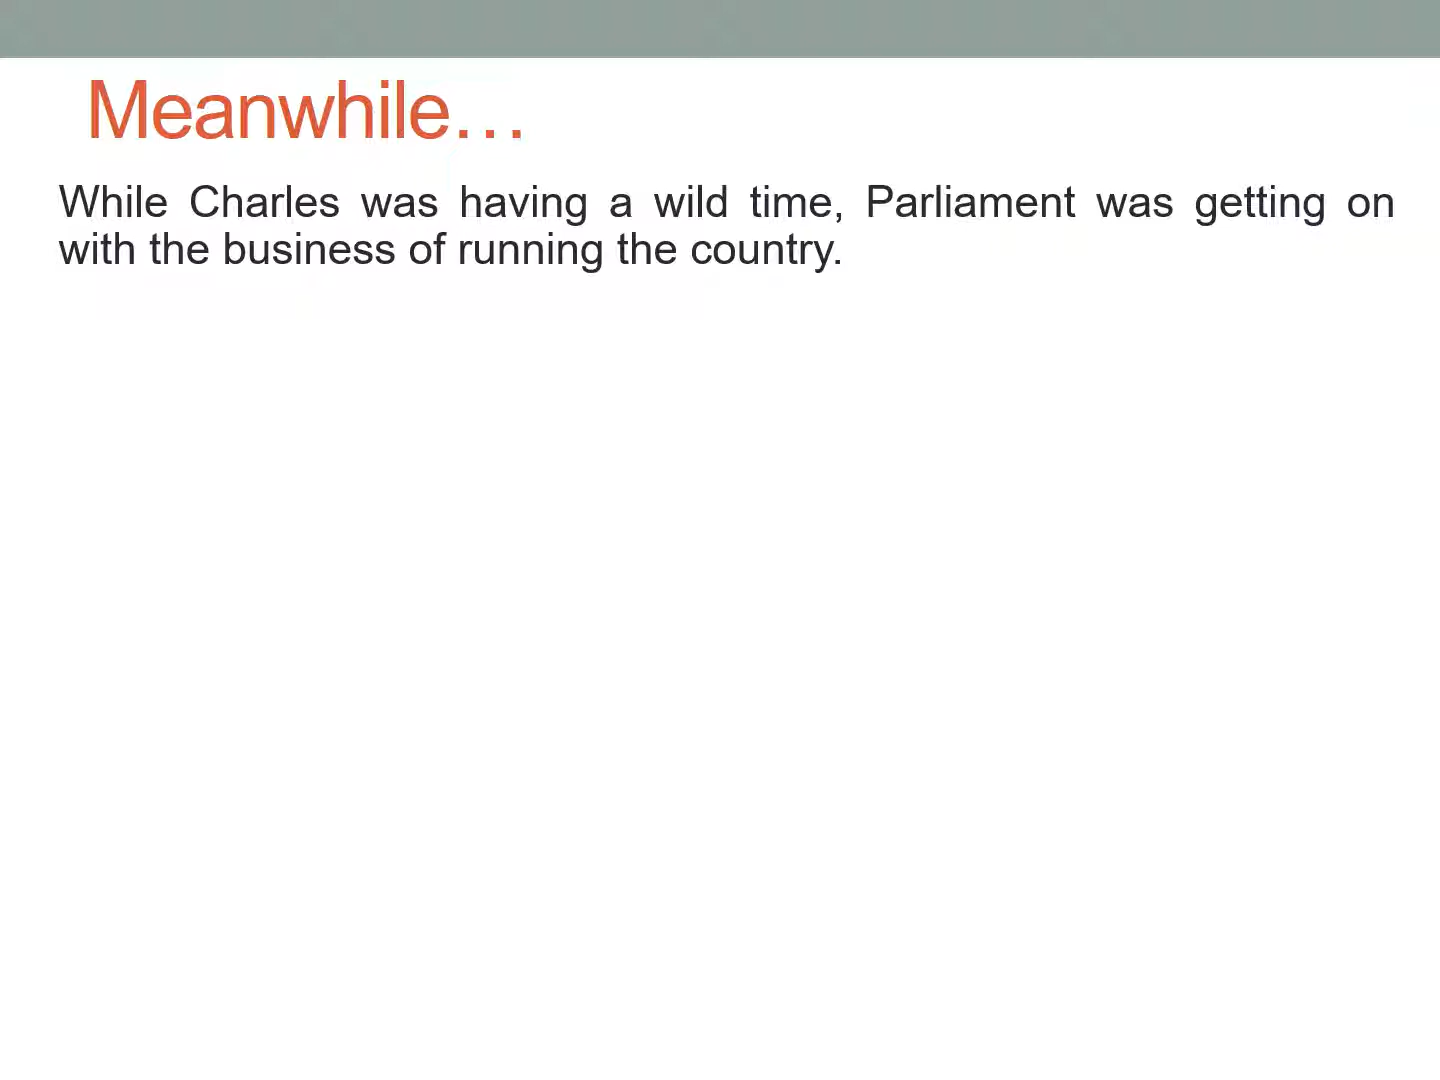 Meanwhile…
While Charles was having a wild time, Parliament was getting on
with the business of running the country.